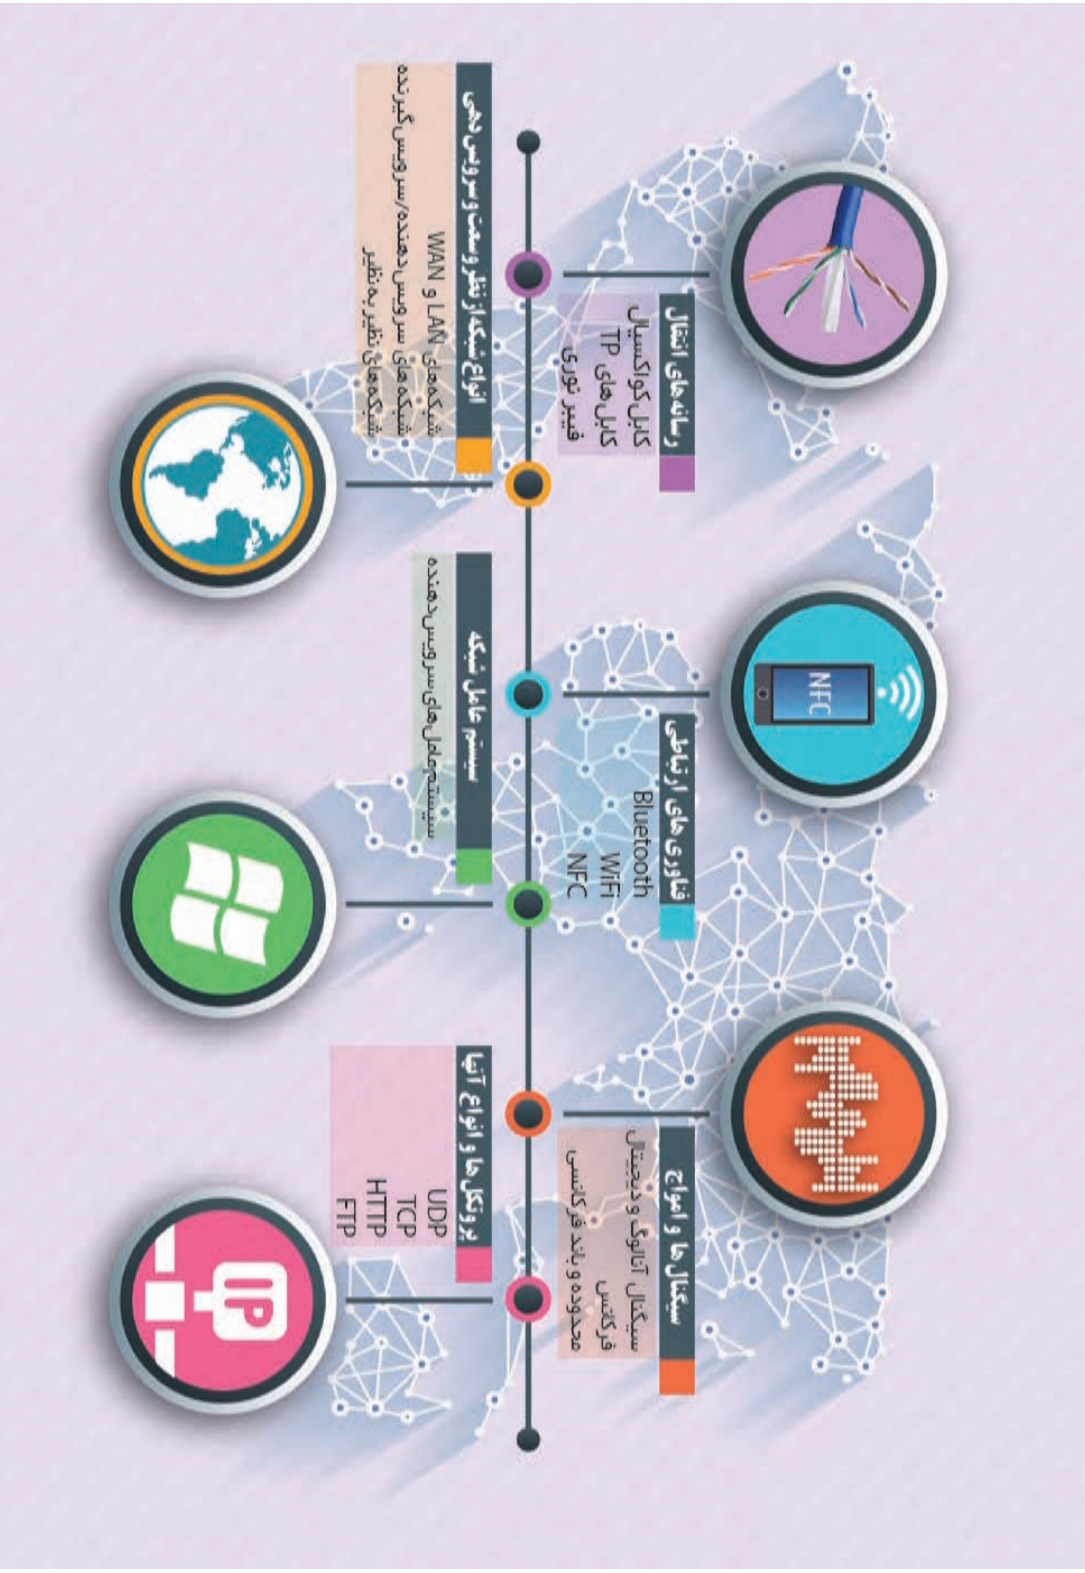 رسانه های انتقال
کابل کواکسیال
کابل های TP
فیبر نوری
NFC
فناوری های ارتباطی
Bluetooth
WiFi
NFC
سیگنال ها و امواج
سیگنال آنالوگ و دیجیتال
فرکانس
محدوده و باند فرکانسی
انواع شبکه از نظر وسعت و سرویس دهی
شبکه های LAN و WAN
شبکه های سرویس دهنده/سرویس گیرنده
شبکه های نظیر به نظیر
سیستم عامل شبکه
سیستم عامل های سرویس دهنده
پروتکل ها و انواع آنها
UDP
TCP
HTTP
FTP
IP